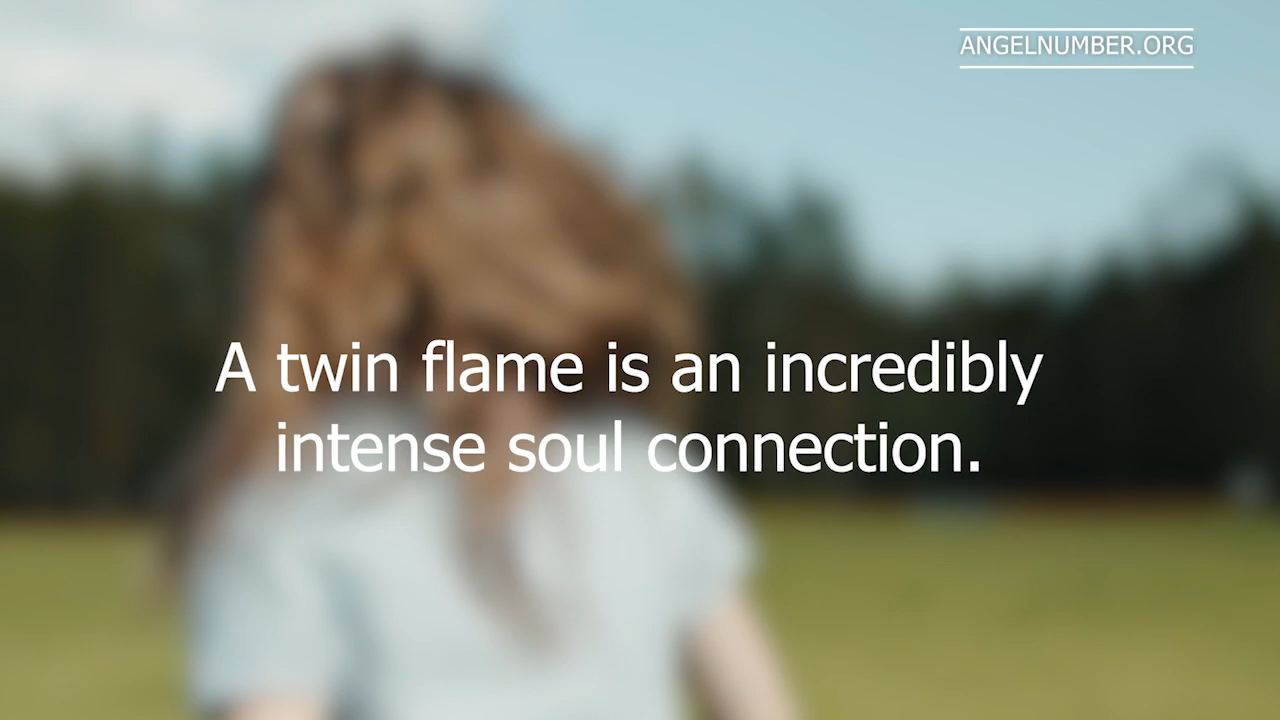 ANGELNUMBER.ORG
A twin flame is an incredibly
intense soul connection.